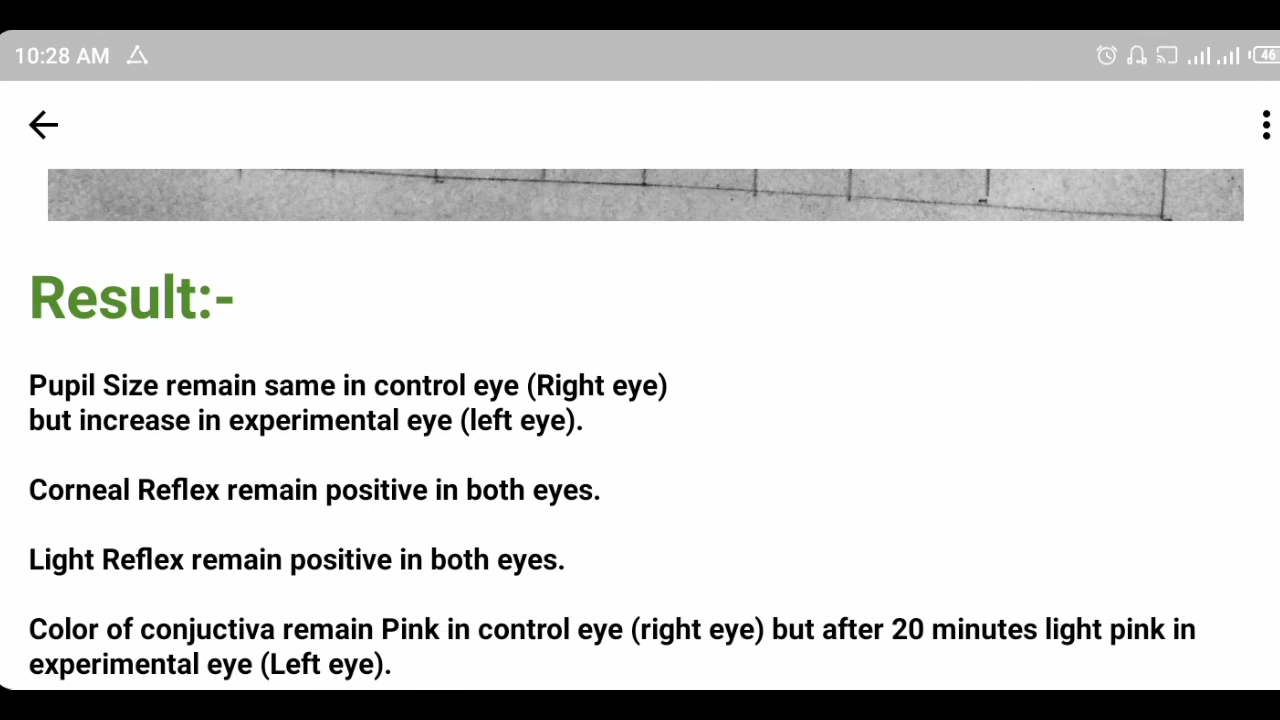 10:28 AM
46
Result:-
Pupil Size remain same in control eye (Right eye)
but increase in experimental eye (left eye).
Corneal Reflex remain positive in both eyes.
Light Reflex remain positive in both eyes.
Color of conjuctiva remain Pink in control eye (right eye) but after 20 minutes light pink in
experimental eye (Left eye).